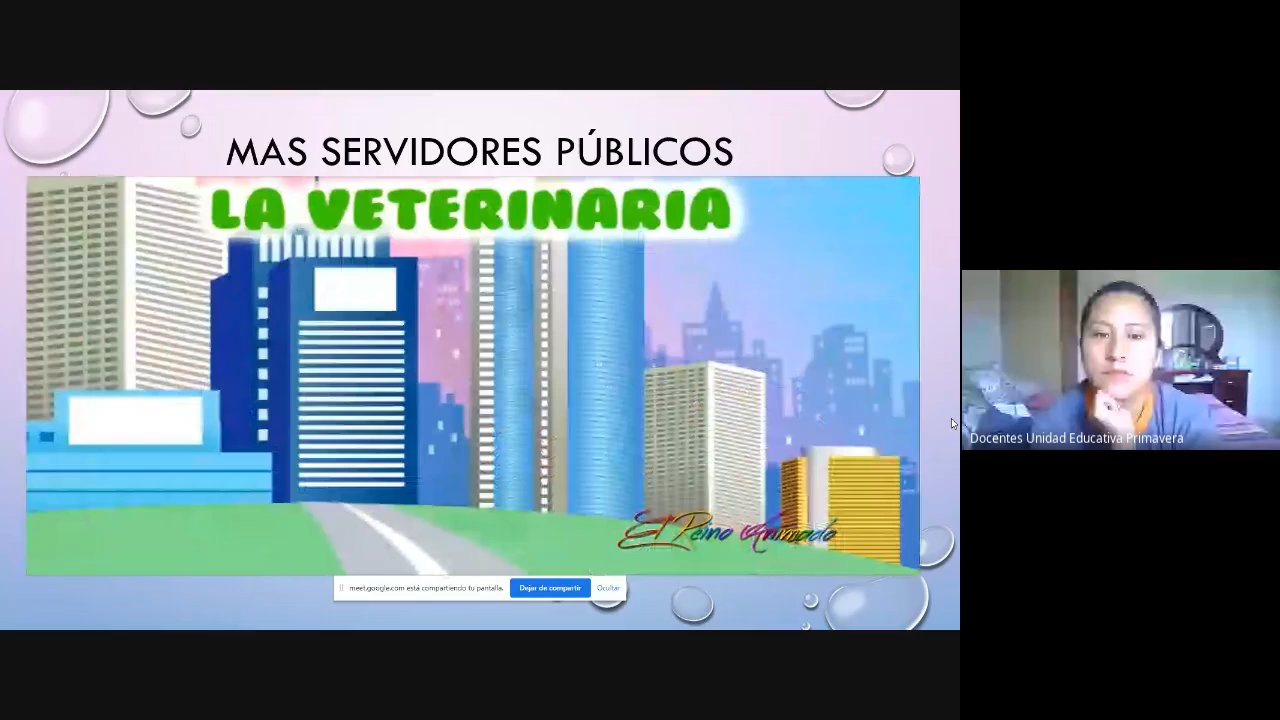 MAS SERVIDORES PÚBLICOS
LA VETERINARIA
El Reino Animado
meet.google.com está compartiendo tu pantalla.
Dejar de compartir
Ocultar
Docentes Unidad Educativa Primavera